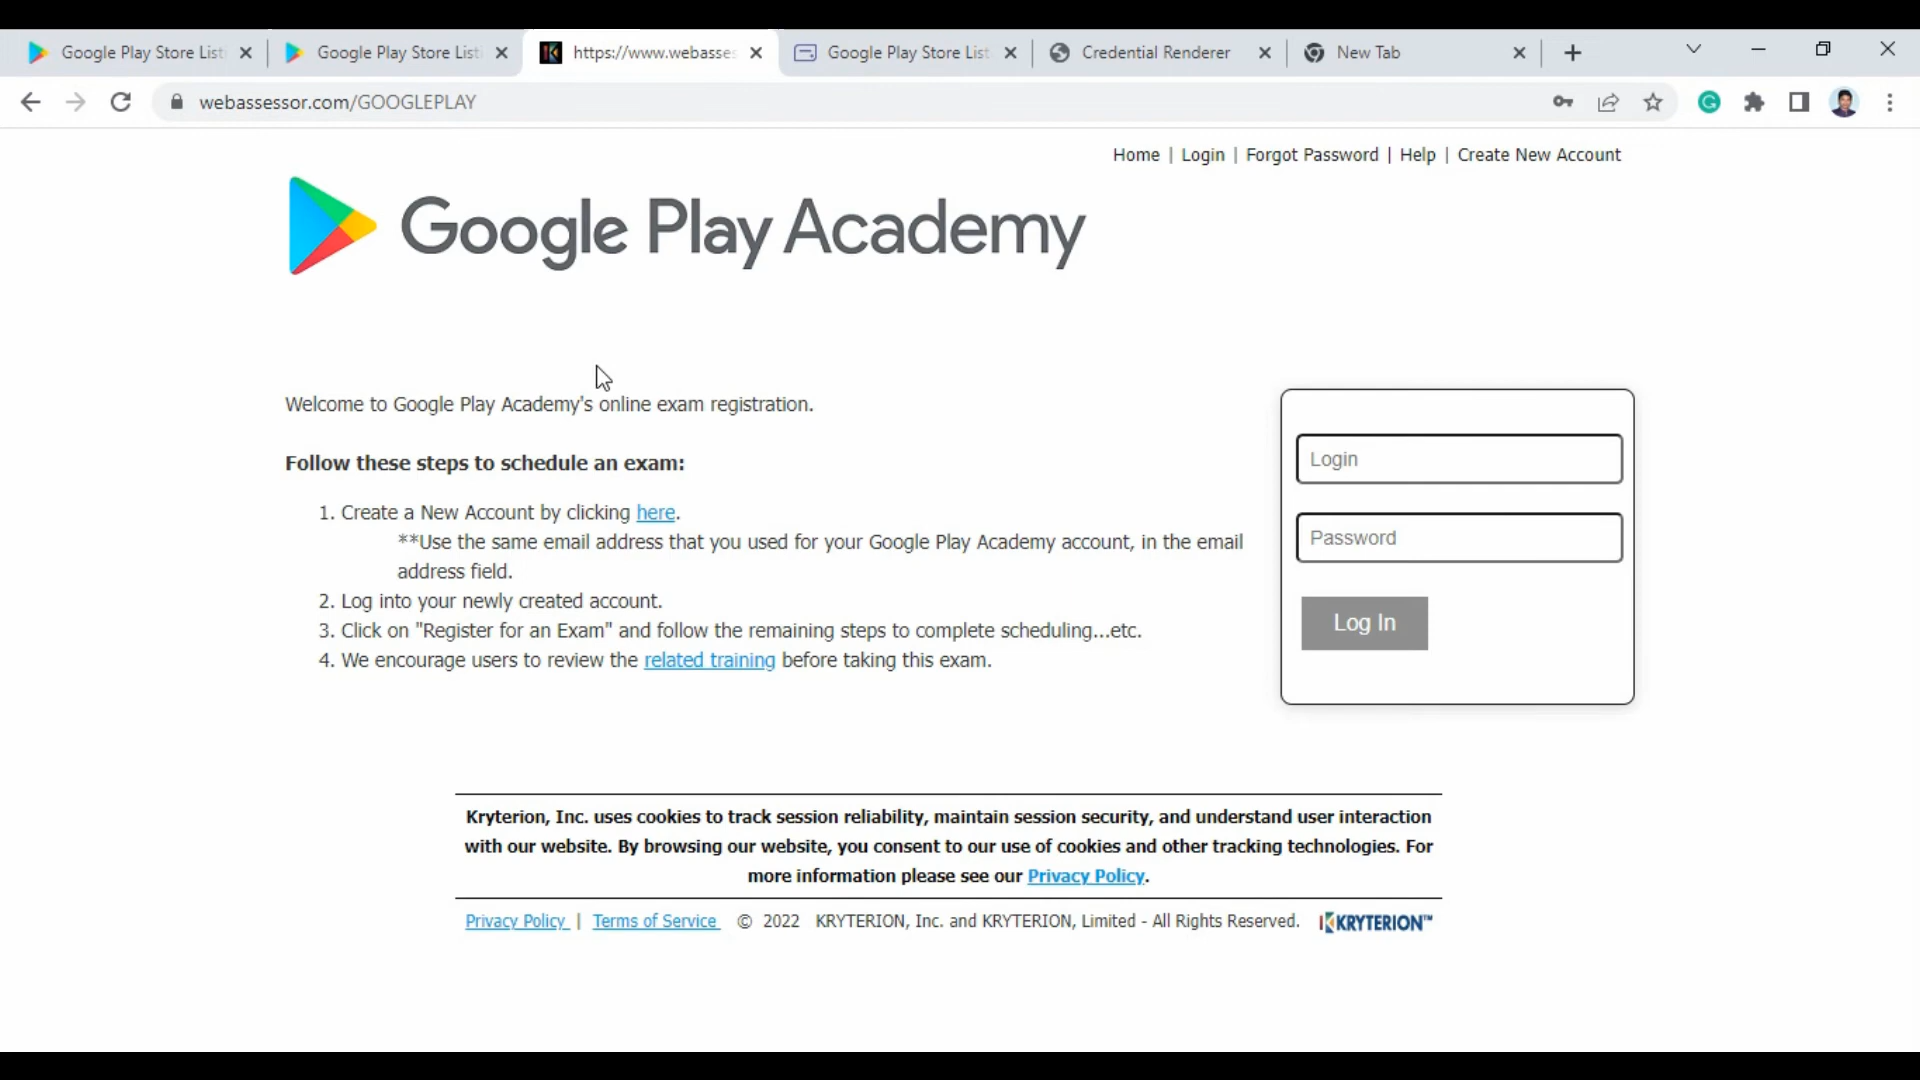 Google Play Store Listi
Google Play Store Listi
https://www.webasses
Google Play Store List
Credential Renderer
New Tab
webassessor.com/GOOGLEPLAY
Home | Login | Forgot Password | Help | Create New Account
Google Play Academy
Welcome to Google Play Academy's online exam registration.
Follow these steps to schedule an exam:
1. Create a New Account by clicking here.
**Use the same email address that you used for your Google Play Academy account, in the email
address field.
2. Log into your newly created account.
3. Click on "Register for an Exam" and follow the remaining steps to complete scheduling...etc.
4. We encourage users to review the related training before taking this exam.
Login
Password
Log In
Kryterion, Inc. uses cookies to track session reliability, maintain session security, and understand user interaction
with our website. By browsing our website, you consent to our use of cookies and other tracking technologies. For
more information please see our Privacy Policy.
Privacy Policy | Terms of Service © 2022 KRYTERION, Inc. and KRYTERION, Limited - All Rights Reserved. KRYTERION™